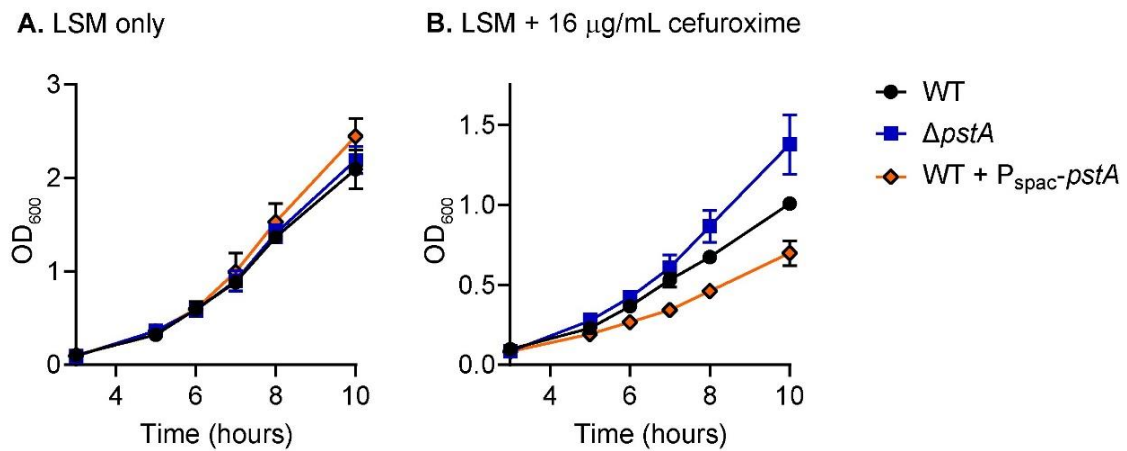 A. LSM only
3
2
1
0
OD600
4 6 8 10
Time (hours)
B. LSM + 16 μg/mL cefuroxime
1.5
1.0
0.5
0.0
OD600
4 6 8 10
Time (hours)
WT
ΔpstA
WT + Pspac-pstA